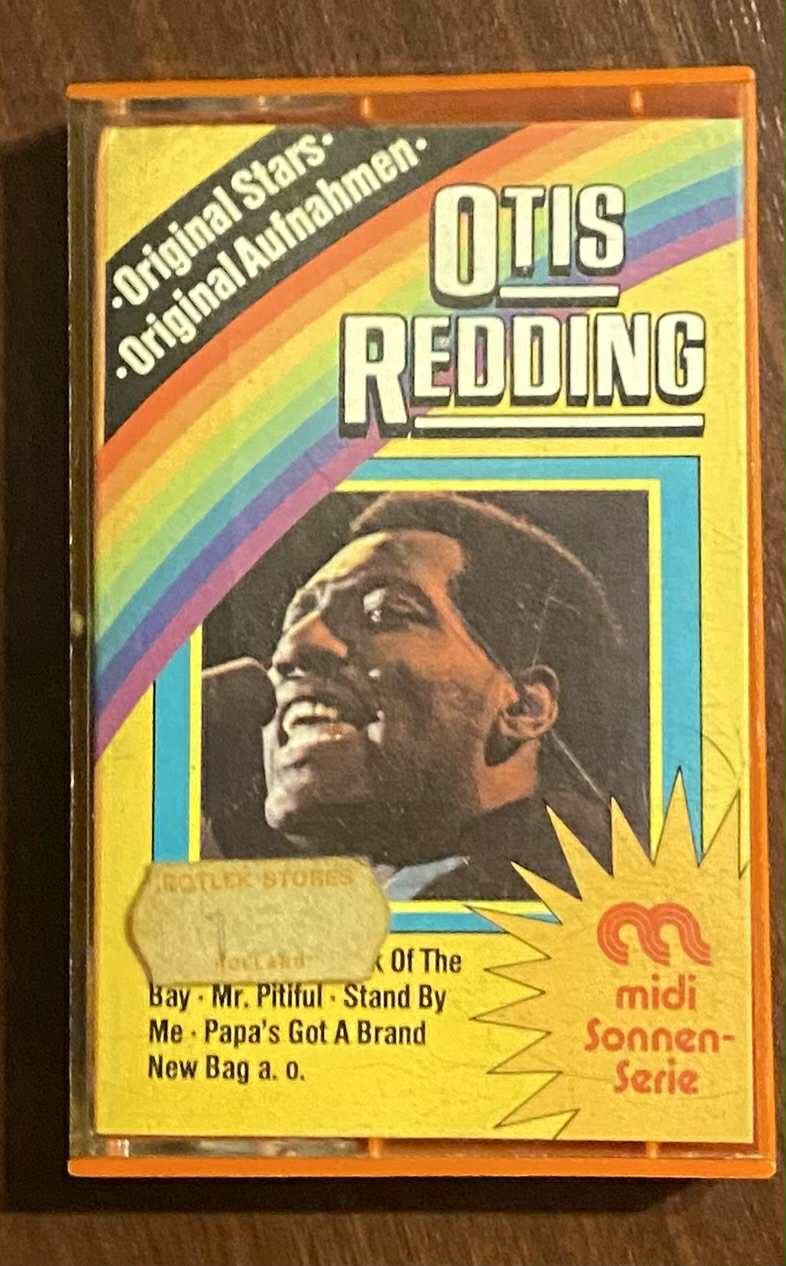 ·Original Stars·
·Original Aufnahmen·
OTIS
REDDING
ROTLEK STORES
HOLLAND
k Of The
Bay · Mr. Pitiful · Stand By
Me · Papa's Got A Brand
New Bag a. o.
midi
Sonnen-
Serie